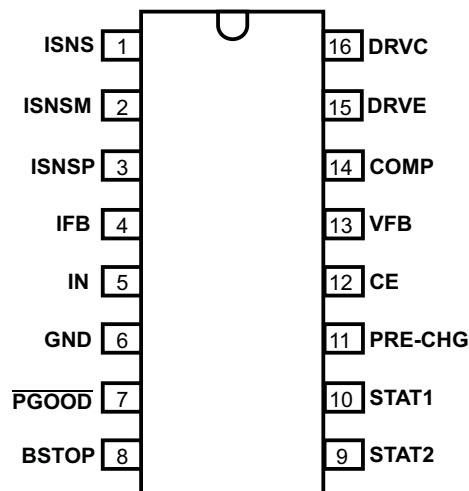 ISNS 1 16 DRVC
ISNSM 2 15 DRVE
ISNSP 3 14 COMP
IFB 4 13 VFB
IN 5 12 CE
GND 6 11 PRE-CHG
PGOOD 7 10 STAT1
BSTOP 8 9 STAT2